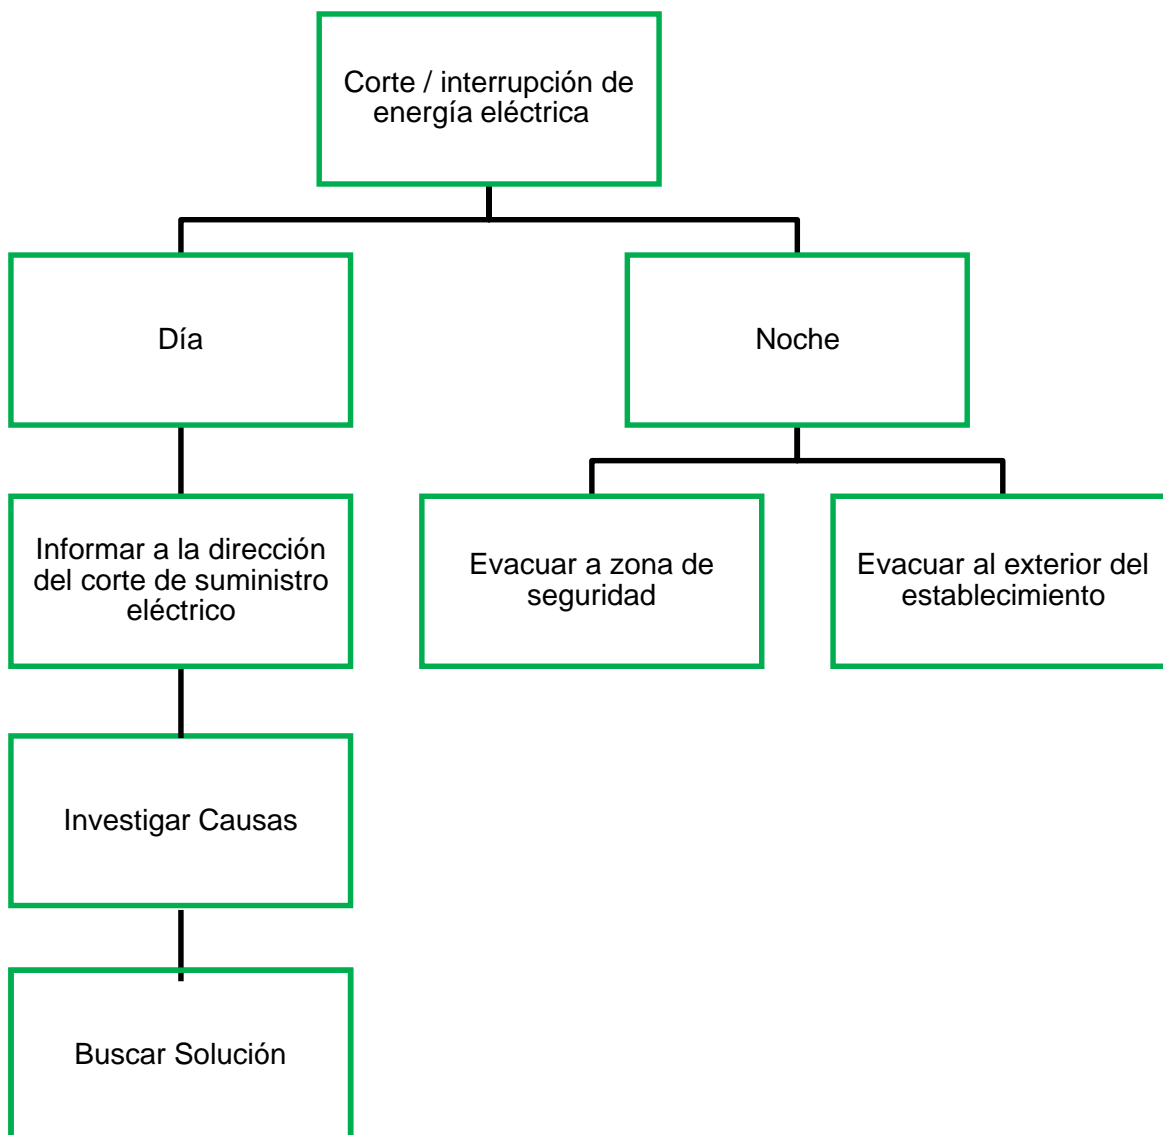 Corte / interrupción de
energía eléctrica
Día
Noche
Informar a la dirección
del corte de suministro
eléctrico
Evacuar a zona de
seguridad
Evacuar al exterior del
establecimiento
Investigar Causas
Buscar Solución